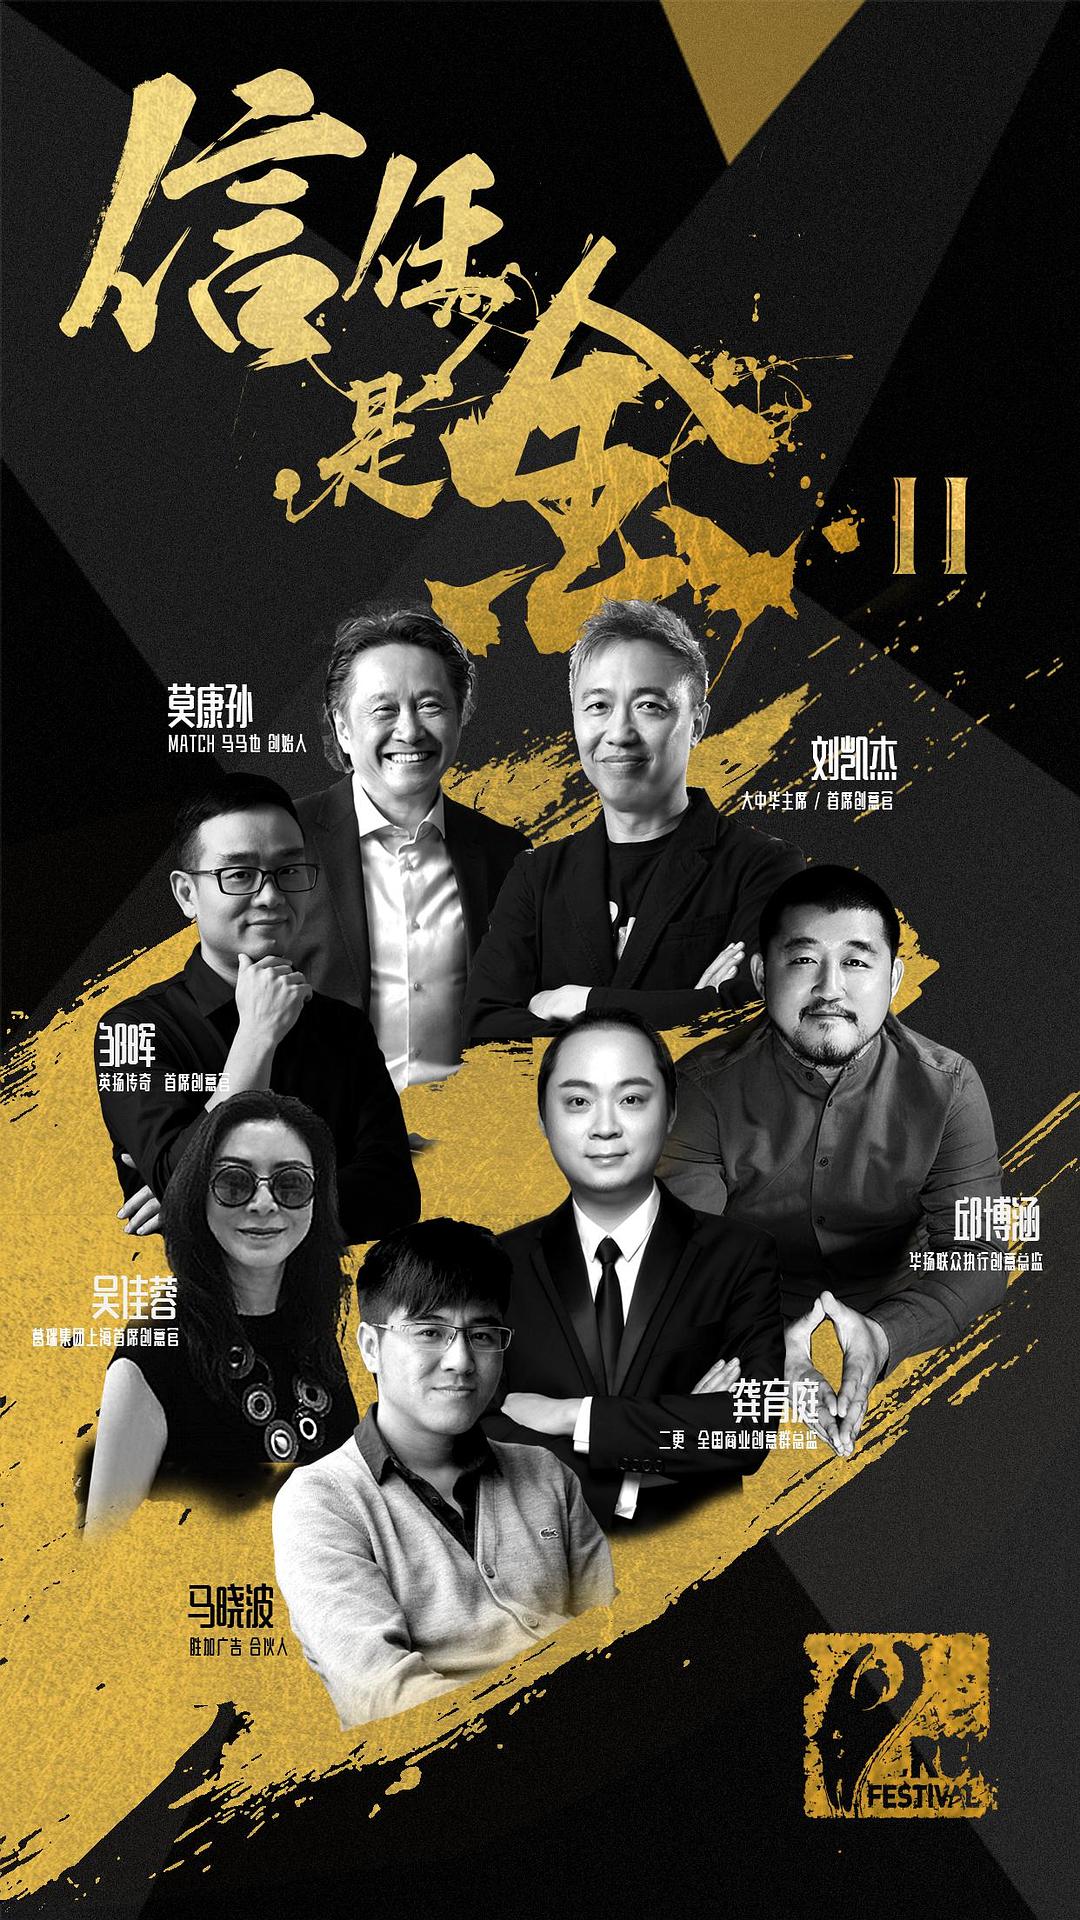 信任
是金
II
莫康孙
MATCH 马马也 创始人
刘凯杰
大中华主席 / 首席创意官
邹晖
英扬传奇 首席创意官
邱博涵
华扬联众执行创意总监
吴佳蓉
葛瑞集团上海首席创意官
龚育庭
二更 全国商业创意群总监
马晓波
胜加广告 合伙人
FESTIVAL